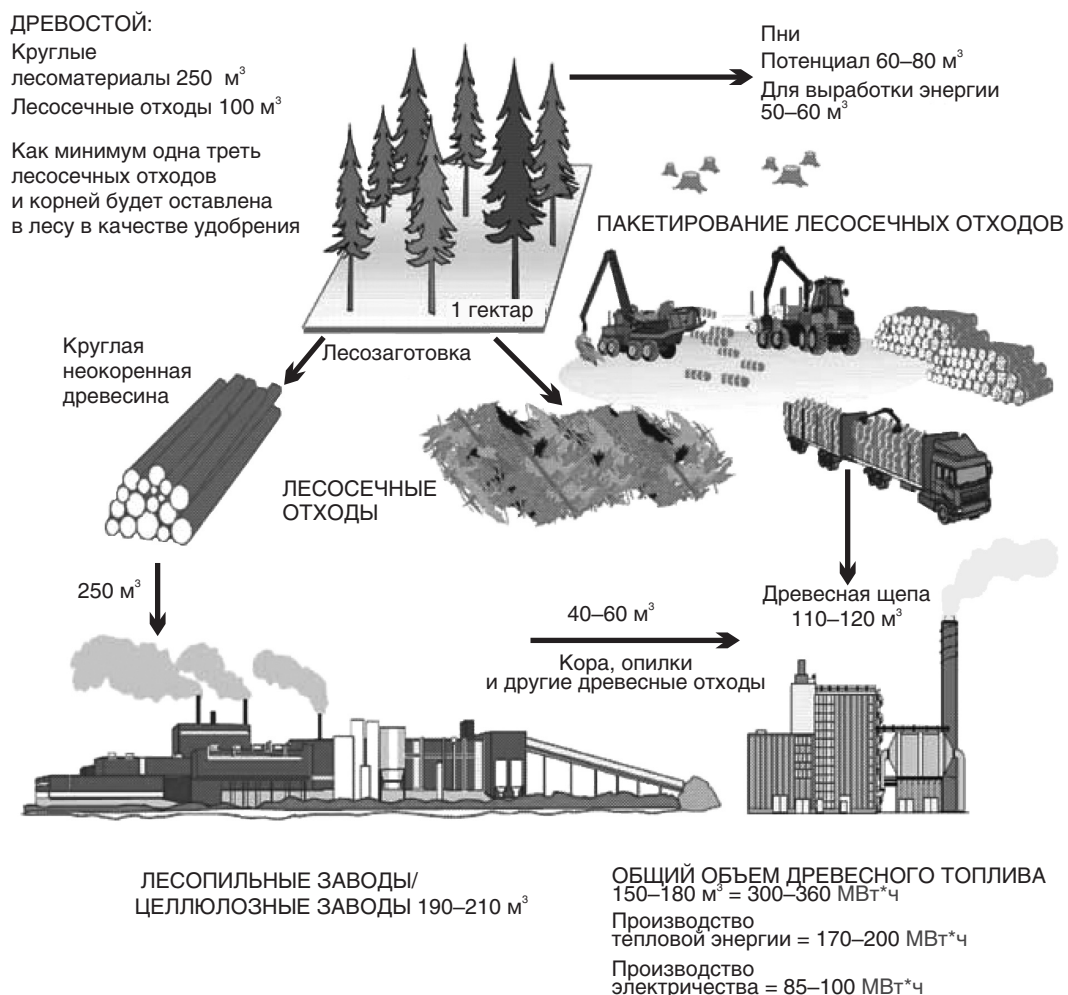 ДРЕВОСТОЙ:
Круглые
лесоматериалы 250 м³
Лесосечные отходы 100 м³
Как минимум одна треть
лесосечных отходов
и корней будет оставлена
в лесу в качестве удобрения
Пни
Потенциал 60–80 м³
Для выработки энергии
50–60 м³
ПАКЕТИРОВАНИЕ ЛЕСОСЕЧНЫХ ОТХОДОВ
1 гектар
Лесозаготовка
Круглая
неокоренная
древесина
ЛЕСОСЕЧНЫЕ
ОТХОДЫ
250 м³
40–60 м³
Кора, опилки
и другие древесные отходы
Древесная щепа
110–120 м³
ЛЕСОПИЛЬНЫЕ ЗАВОДЫ/
ЦЕЛЛЮЛОЗНЫЕ ЗАВОДЫ 190–210 м³
ОБЩИЙ ОБЪЕМ ДРЕВЕСНОГО ТОПЛИВА
150–180 м³ = 300–360 МВт*ч
Производство
тепловой энергии = 170–200 МВт*ч
Производство
электричества = 85–100 МВт*ч